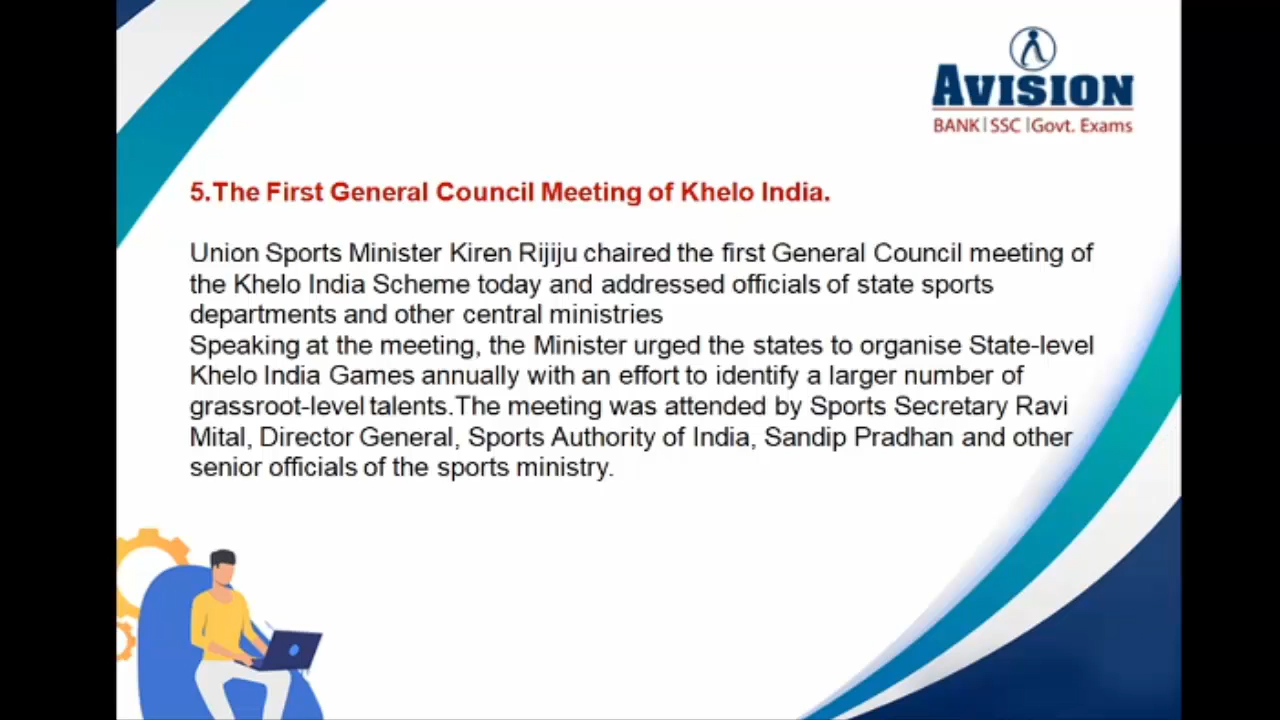 AVISION
BANK | SSC | Govt. Exams
5.The First General Council Meeting of Khelo India.
Union Sports Minister Kiren Rijiju chaired the first General Council meeting of
the Khelo India Scheme today and addressed officials of state sports
departments and other central ministries
Speaking at the meeting, the Minister urged the states to organise State-level
Khelo India Games annually with an effort to identify a larger number of
grassroot-level talents.The meeting was attended by Sports Secretary Ravi
Mital, Director General, Sports Authority of India, Sandip Pradhan and other
senior officials of the sports ministry.